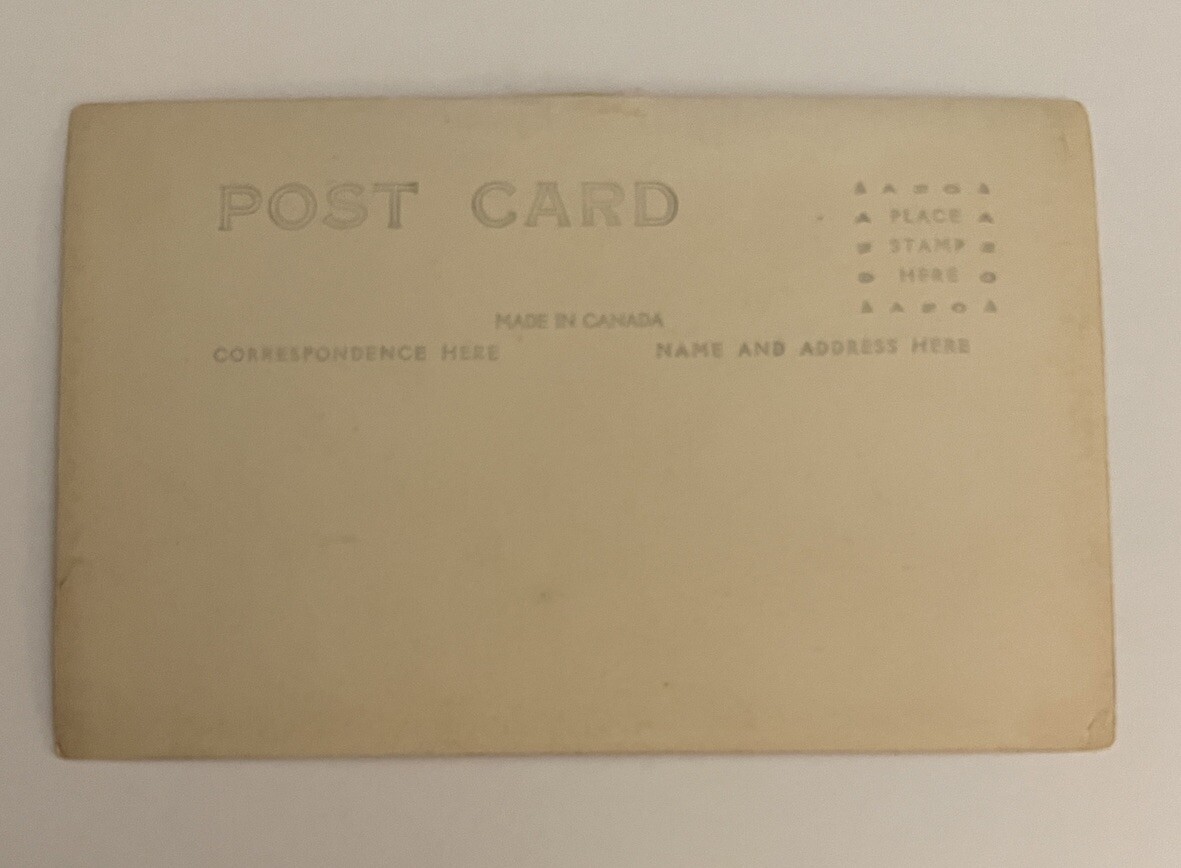 POST CARD
PLACE
STAMP
HERE
MADE IN CANADA
CORRESPONDENCE HERE
NAME AND ADDRESS HERE